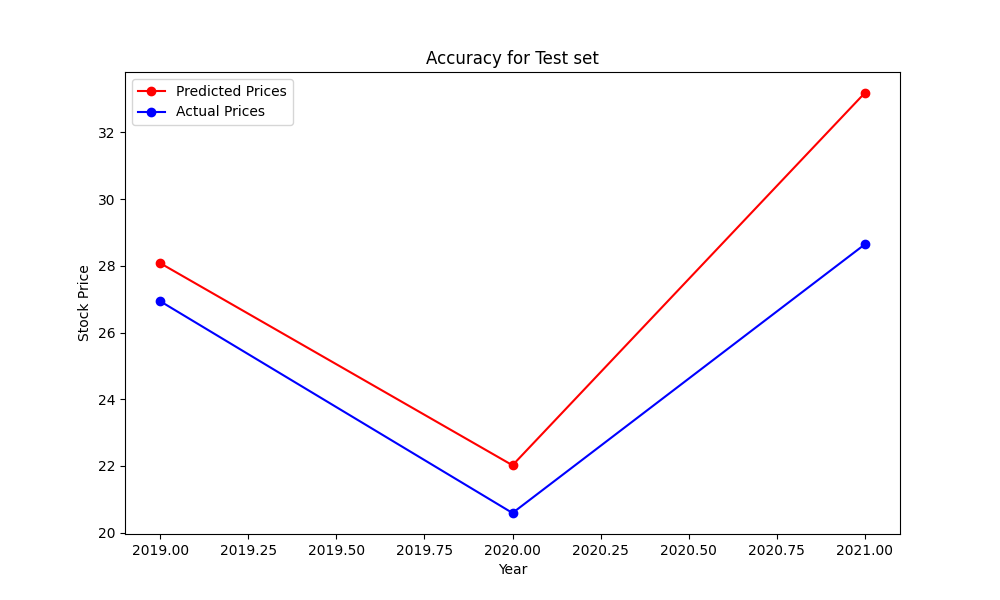 Accuracy for Test set
Predicted Prices
Actual Prices
32
30
28
26
24
22
20
Stock Price
2019.00 2019.25 2019.50 2019.75 2020.00 2020.25 2020.50 2020.75 2021.00
Year